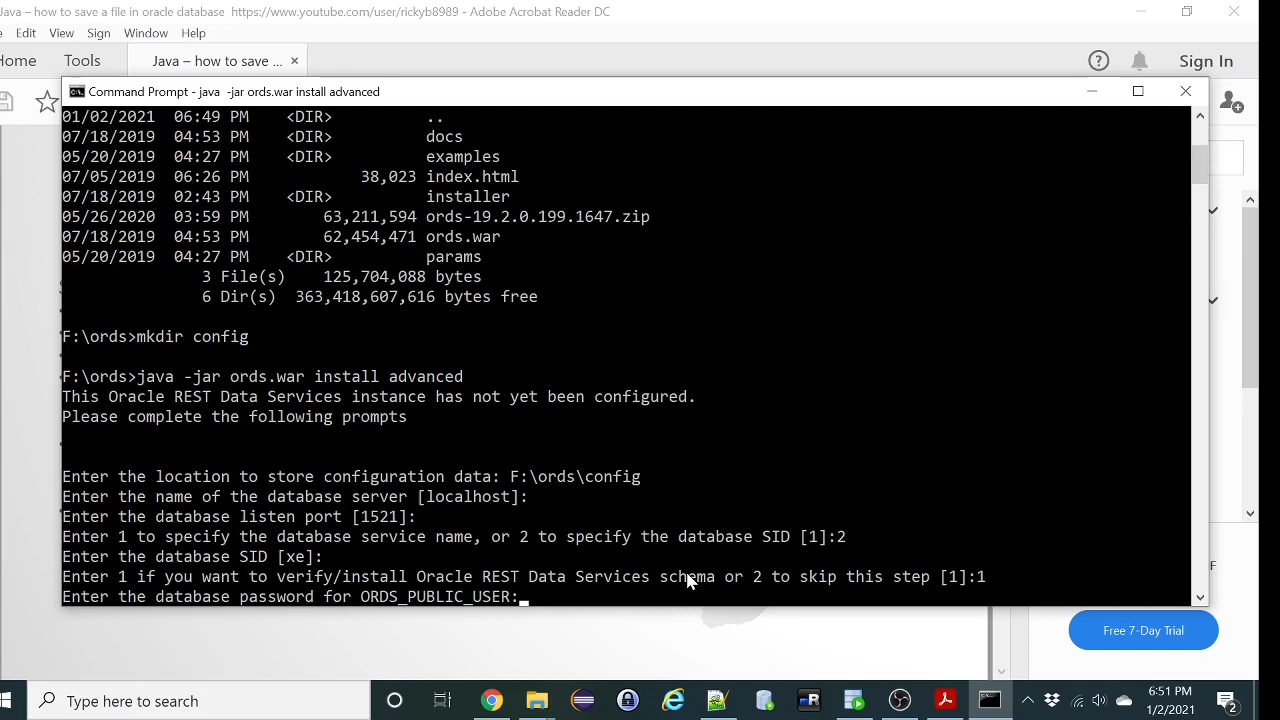 Java – how to save a file in oracle database  https://www.youtube.com/user/rickyb8989 - Adobe Acrobat Reader DC
Edit View Sign Window Help
Home Tools Java – how to save ... × ? Sign In
Command Prompt - java  -jar ords.war install advanced
01/02/2021  06:49 PM    <DIR>          ..
07/18/2019  04:53 PM    <DIR>          docs
05/20/2019  04:27 PM    <DIR>          examples
07/05/2019  06:26 PM            38,023 index.html
07/18/2019  02:43 PM    <DIR>          installer
05/26/2020  03:59 PM        63,211,594 ords-19.2.0.199.1647.zip
07/18/2019  04:53 PM        62,454,471 ords.war
05/20/2019  04:27 PM    <DIR>          params
3 File(s)    125,704,088 bytes
6 Dir(s)  363,418,607,616 bytes free
F:\ords>mkdir config
F:\ords>java -jar ords.war install advanced
This Oracle REST Data Services instance has not yet been configured.
Please complete the following prompts
Enter the location to store configuration data: F:\ords\config
Enter the name of the database server [localhost]:
Enter the database listen port [1521]:
Enter 1 to specify the database service name, or 2 to specify the database SID [1]:2
Enter the database SID [xe]:
Enter 1 if you want to verify/install Oracle REST Data Services schema or 2 to skip this step [1]:1
Enter the database password for ORDS_PUBLIC_USER:
Free 7-Day Trial
Type here to search
6:51 PM
1/2/2021
2